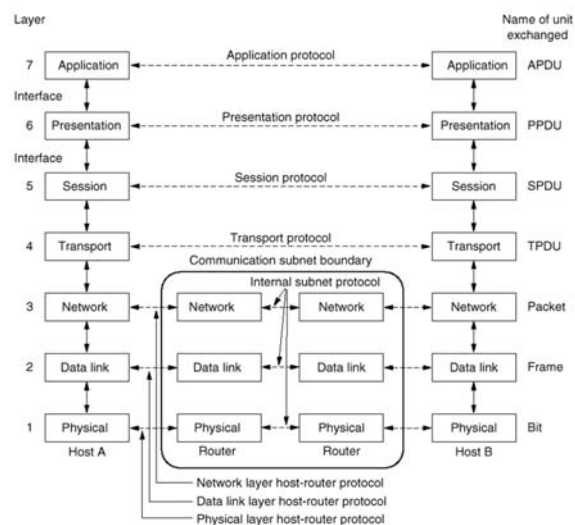 Layer
Name of unit
exchanged
Application protocol
7 Application Application APDU
Interface
Presentation protocol
6 Presentation Presentation PPDU
Interface
Session protocol
5 Session Session SPDU
Transport protocol
4 Transport Transport TPDU
Communication subnet boundary
Internal subnet protocol
3 Network Network Network Network Packet
2 Data link Data link Data link Data link Frame
1 Physical Physical Physical Physical Bit
Host A Router Router Host B
Network layer host-router protocol
Data link layer host-router protocol
Physical layer host-router protocol